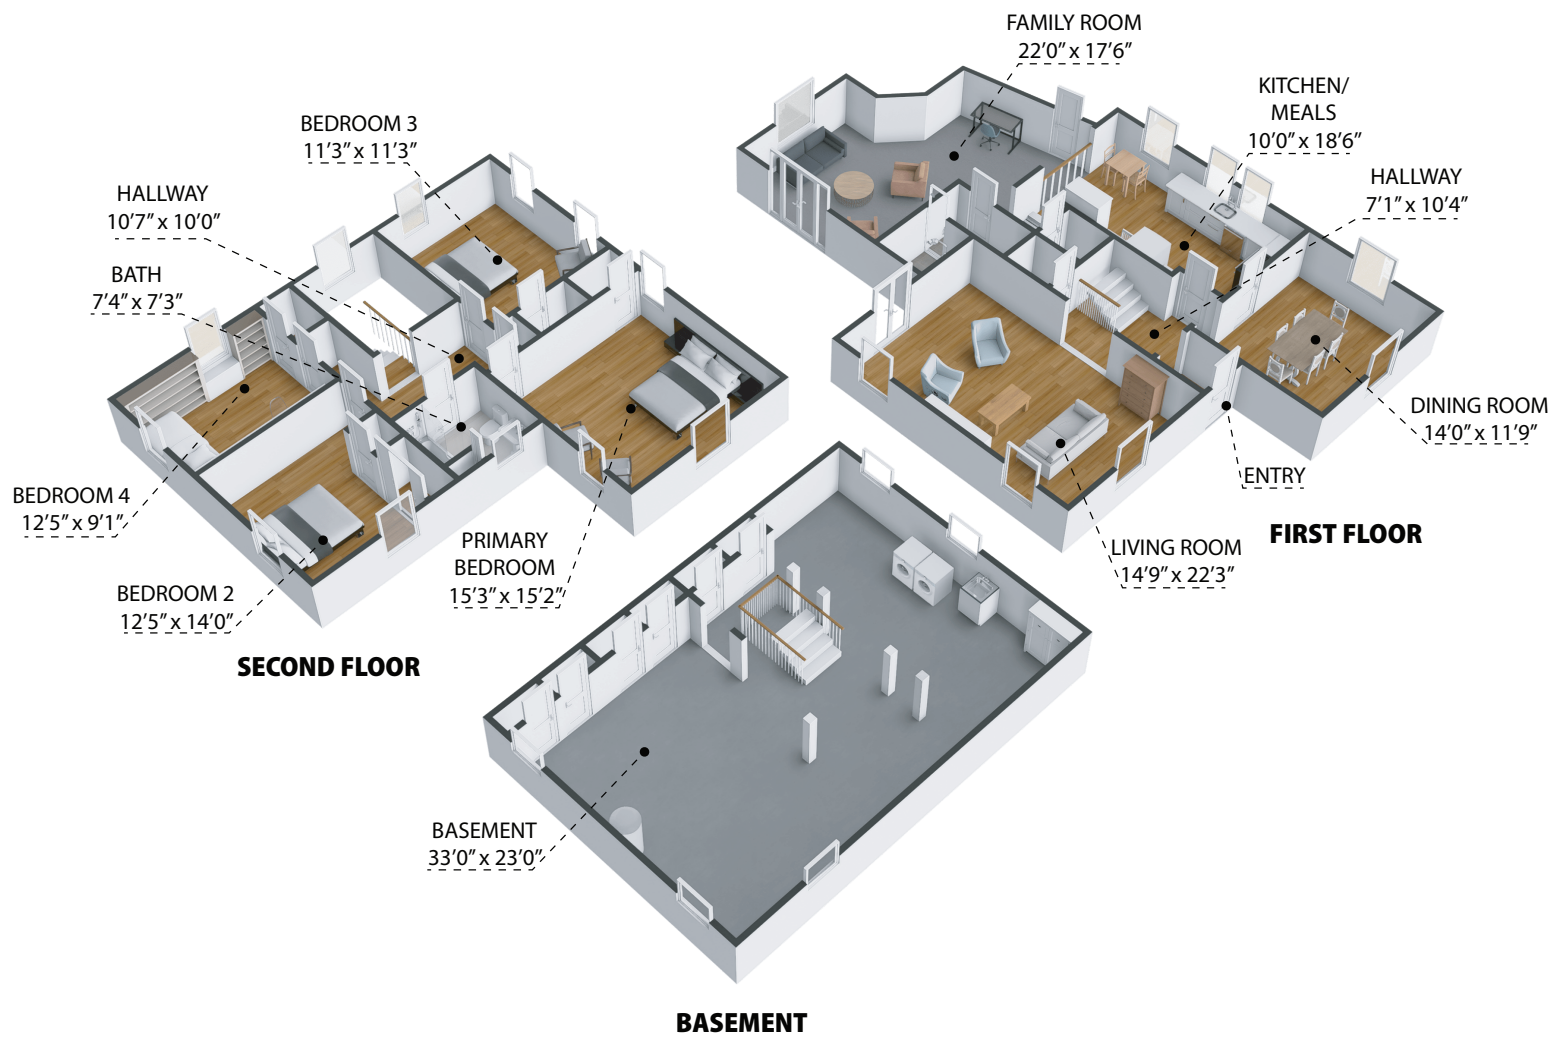 BEDROOM 3
11’3” x 11’3”
HALLWAY
10’7” x 10’0”
BATH
7’4” x 7’3”
BEDROOM 4
12’5” x 9’1”
BEDROOM 2
12’5” x 14’0”
PRIMARY
BEDROOM
15’3” x 15’2”
SECOND FLOOR
FAMILY ROOM
22’0” x 17’6”
KITCHEN/
MEALS
10’0” x 18’6”
HALLWAY
7’1” x 10’4”
DINING ROOM
14’0” x 11’9”
ENTRY
LIVING ROOM
14’9” x 22’3”
FIRST FLOOR
BASEMENT
33’0” x 23’0”
BASEMENT